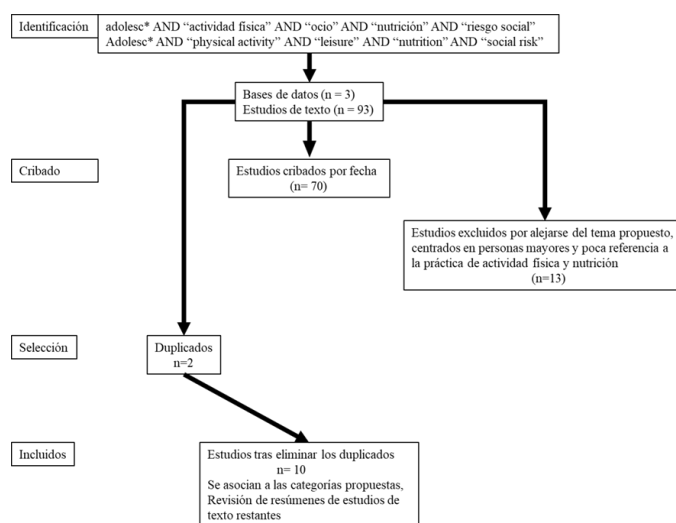 Identificación
adolesc* AND “actividad física” AND “ocio” AND “nutrición” AND “riesgo social”
Adolesc* AND “physical activity” AND “leisure” AND “nutrition” AND “social risk”
Bases de datos (n = 3)
Estudios de texto (n = 93)
Cribado
Estudios cribados por fecha
(n= 70)
Estudios excluidos por alejarse del tema propuesto,
centrados en personas mayores y poca referencia a
la práctica de actividad física y nutrición
(n=13)
Selección
Duplicados
n=2
Incluidos
Estudios tras eliminar los duplicados
n= 10
Se asocian a las categorías propuestas,
Revisión de resúmenes de estudios de
texto restantes